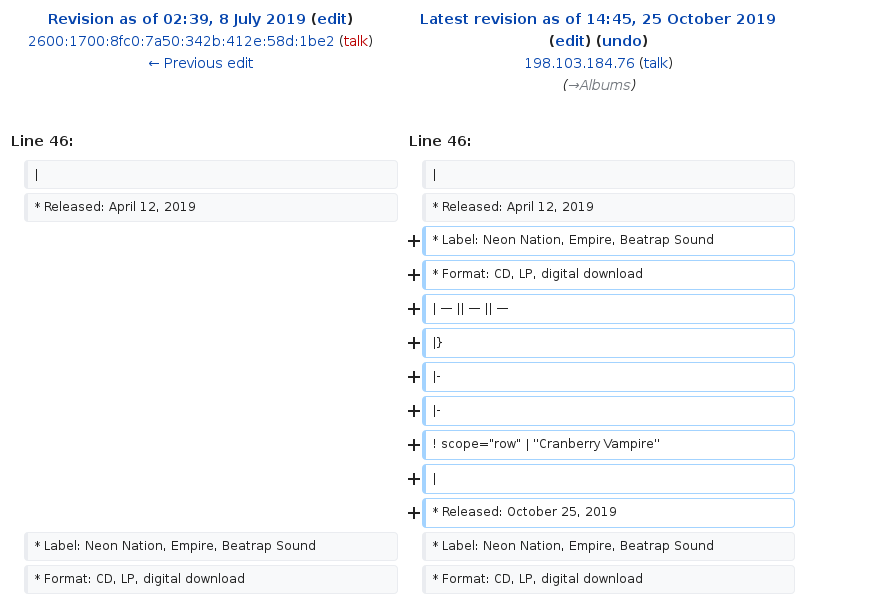 Revision as of 02:39, 8 July 2019 (edit)
2600:1700:8fc0:7a50:342b:412e:58d:1be2 (talk)
← Previous edit
Latest revision as of 14:45, 25 October 2019
(edit) (undo)
198.103.184.76 (talk)
(→Albums)
Line 46:
Line 46:
|
|
* Released: April 12, 2019
* Released: April 12, 2019
+ * Label: Neon Nation, Empire, Beatrap Sound
+ * Format: CD, LP, digital download
+ | — || — || —
+ |}
+ |-
+ |-
+ ! scope="row" | ''Cranberry Vampire''
+ |
+ * Released: October 25, 2019
* Label: Neon Nation, Empire, Beatrap Sound
* Label: Neon Nation, Empire, Beatrap Sound
* Format: CD, LP, digital download
* Format: CD, LP, digital download